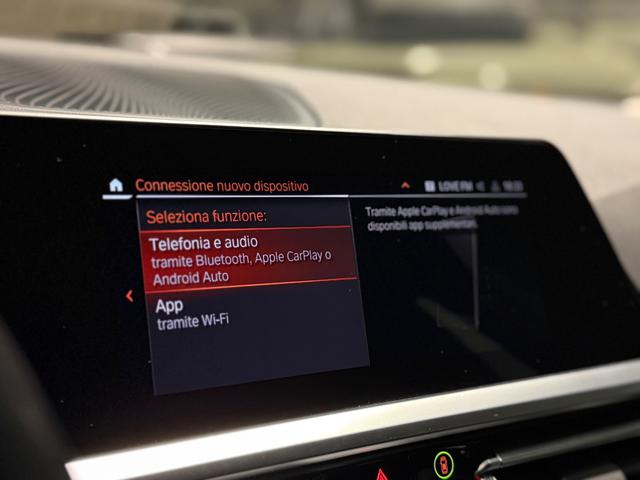 Connessione nuovo dispositivo
LOVE FM
Seleziona funzione:
Telefonia e audio
tramite Bluetooth, Apple CarPlay o
Android Auto
App
tramite Wi-Fi
Tramite Apple CarPlay o Android Auto sono
disponibili app supplementari.